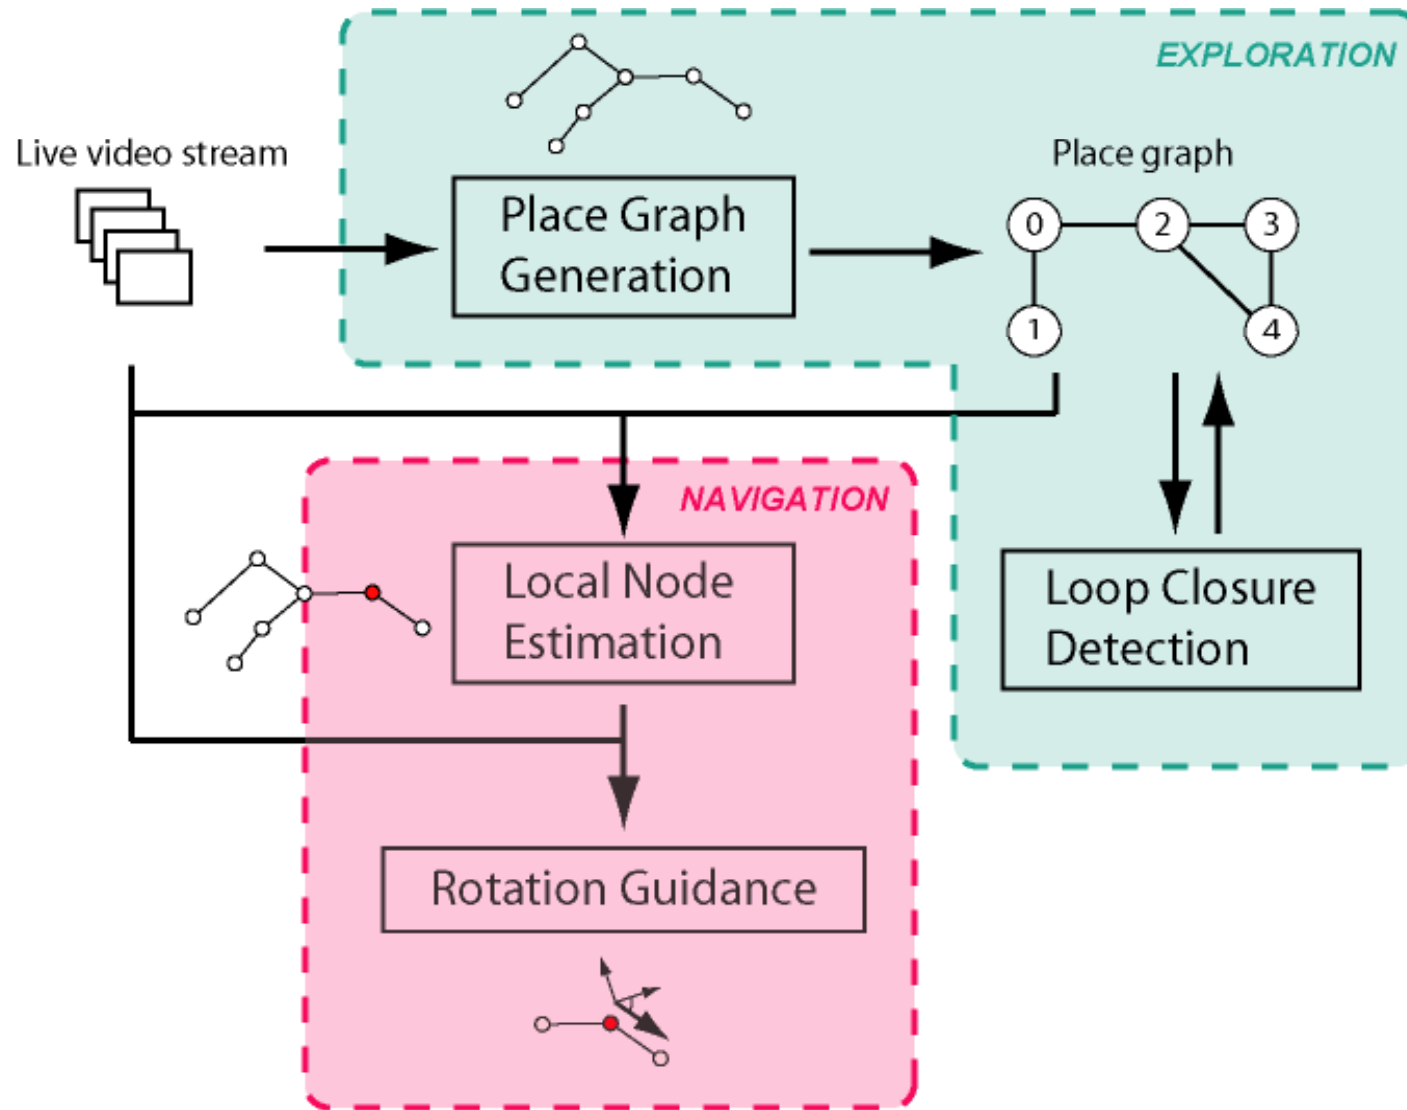 EXPLORATION
Live video stream
Place Graph
Generation
Place graph
0
2
3
1
4
NAVIGATION
Local Node
Estimation
Loop Closure
Detection
Rotation Guidance